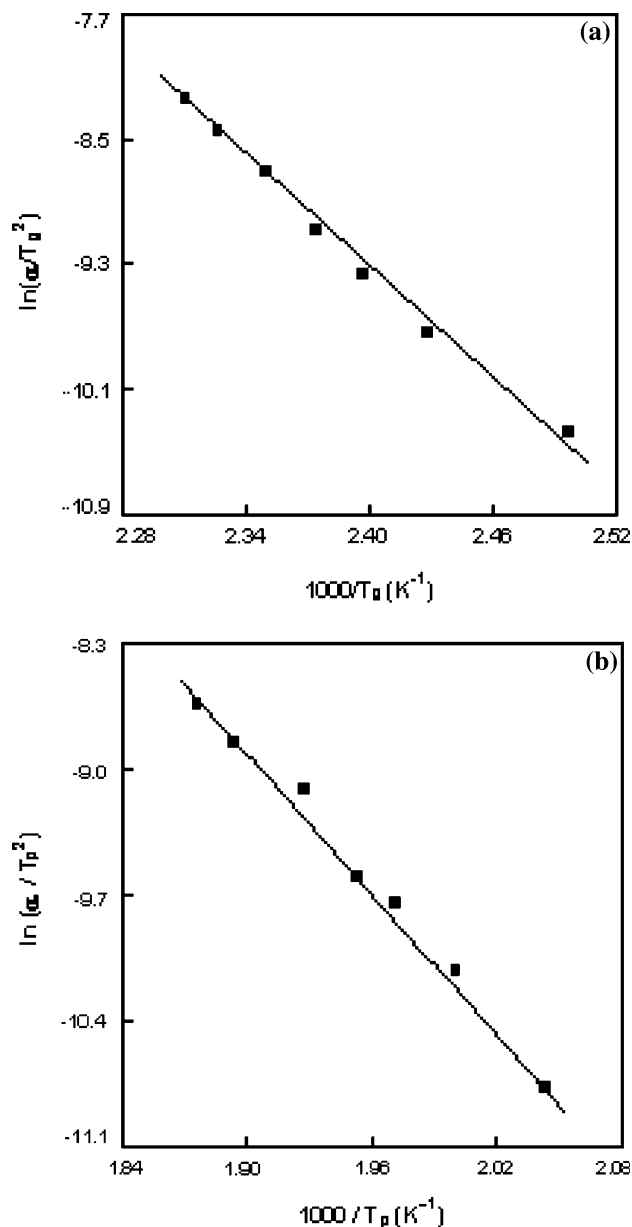 (a)
-7.7
-8.5
-9.3
-10.1
-10.9
ln(α/Tg²)
2.28 2.34 2.40 2.46 2.52
1000/Tg (K⁻¹)
(b)
-8.3
-9.0
-9.7
-10.4
-11.1
ln (α / Tp²)
1.84 1.90 1.96 2.02 2.08
1000 / Tp (K⁻¹)